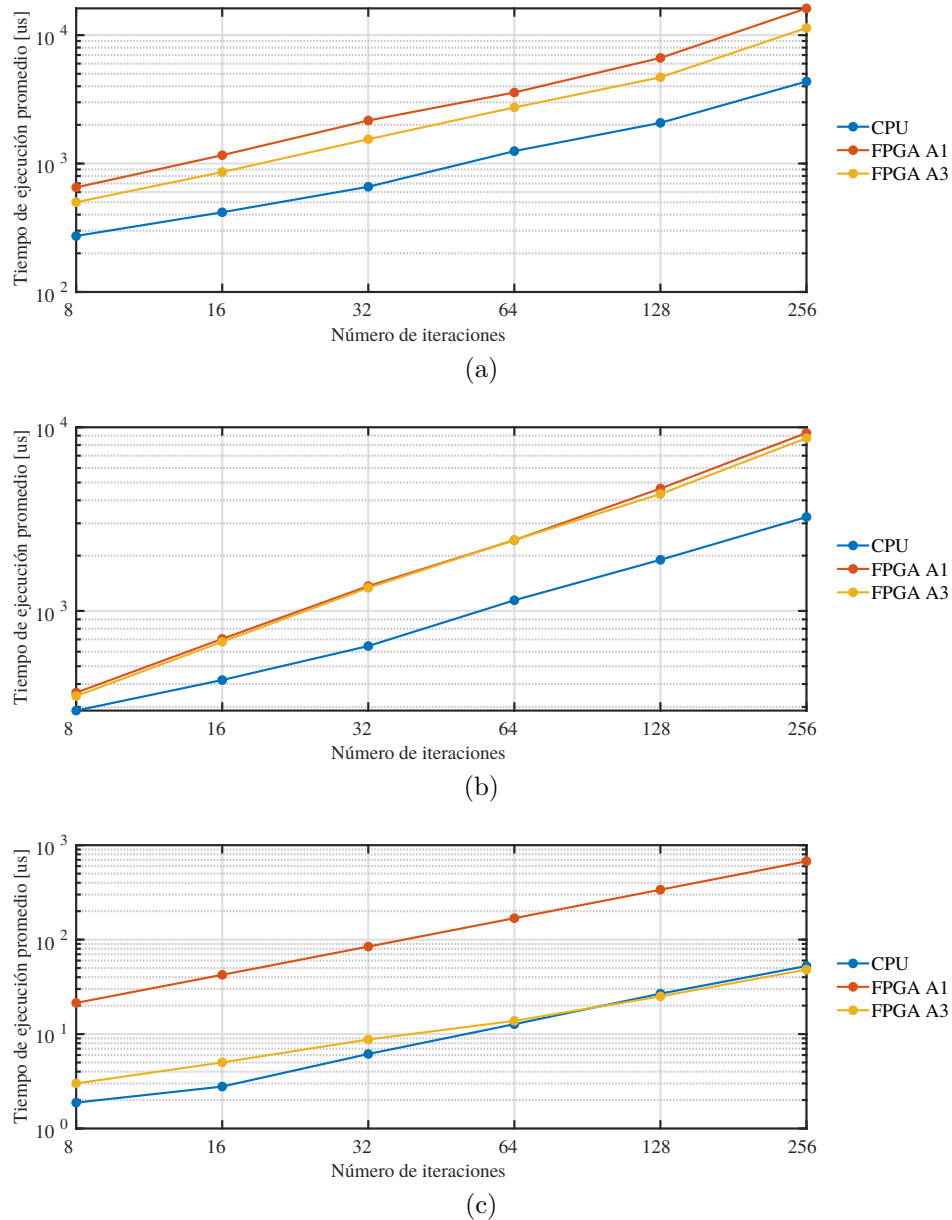 Tiempo de ejecución promedio [us]
10 4
10 3
10 2
8 16 32 64 128 256
Número de iteraciones
CPU
FPGA A1
FPGA A3
(a)
Tiempo de ejecución promedio [us]
10 4
10 3
8 16 32 64 128 256
Número de iteraciones
CPU
FPGA A1
FPGA A3
(b)
Tiempo de ejecución promedio [us]
10 3
10 2
10 1
10 0
8 16 32 64 128 256
Número de iteraciones
CPU
FPGA A1
FPGA A3
(c)